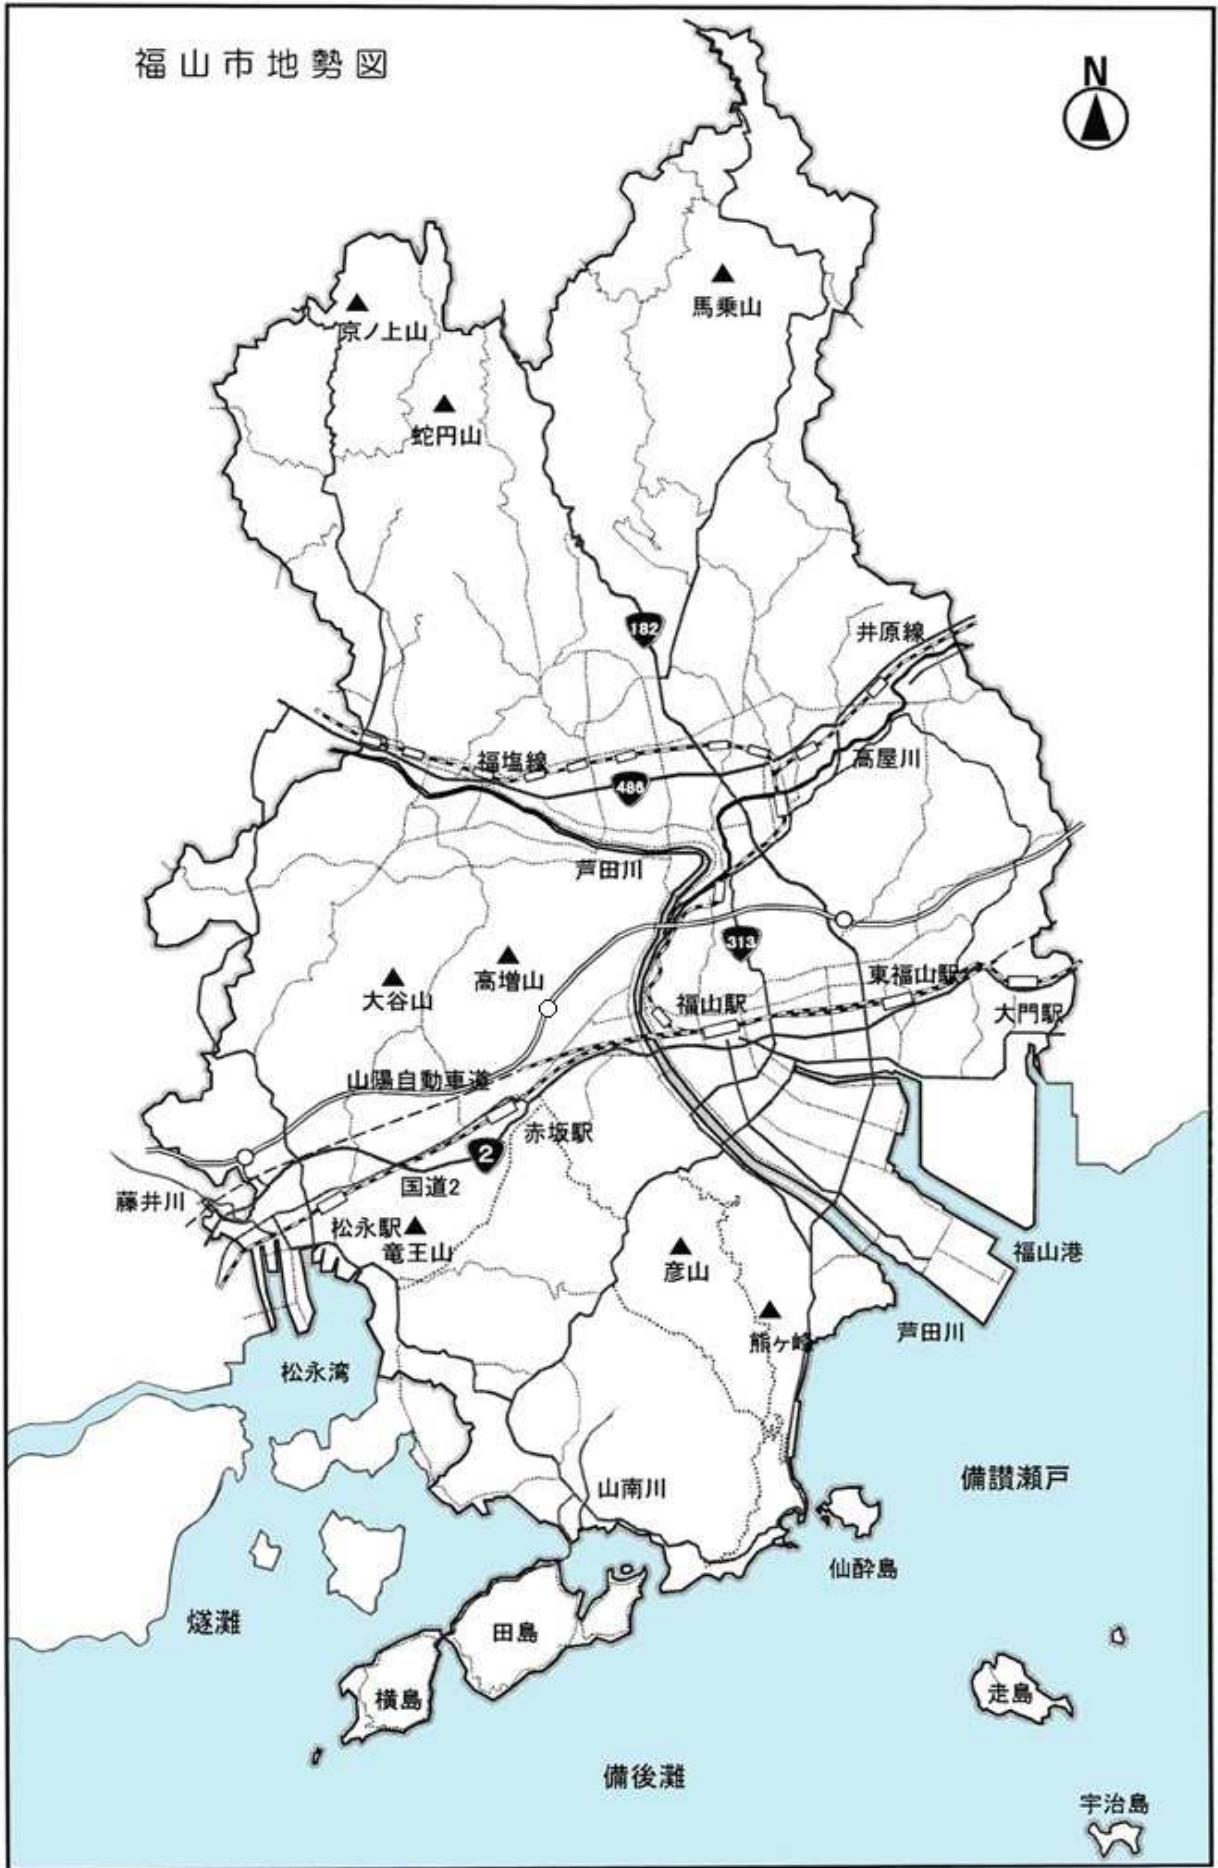 福山市地勢図
N
馬乗山
京ノ上山
蛇円山
182
井原線
福塩線
高屋川
486
芦田川
313
高増山
大谷山
東福山駅
福山駅
大門駅
山陽自動車道
赤坂駅
2
国道2
藤井川
松永駅
竜王山
彦山
福山港
熊ヶ峰
芦田川
松永湾
備讃瀬戸
山南川
仙酔島
燧灘
田島
横島
走島
備後灘
宇治島